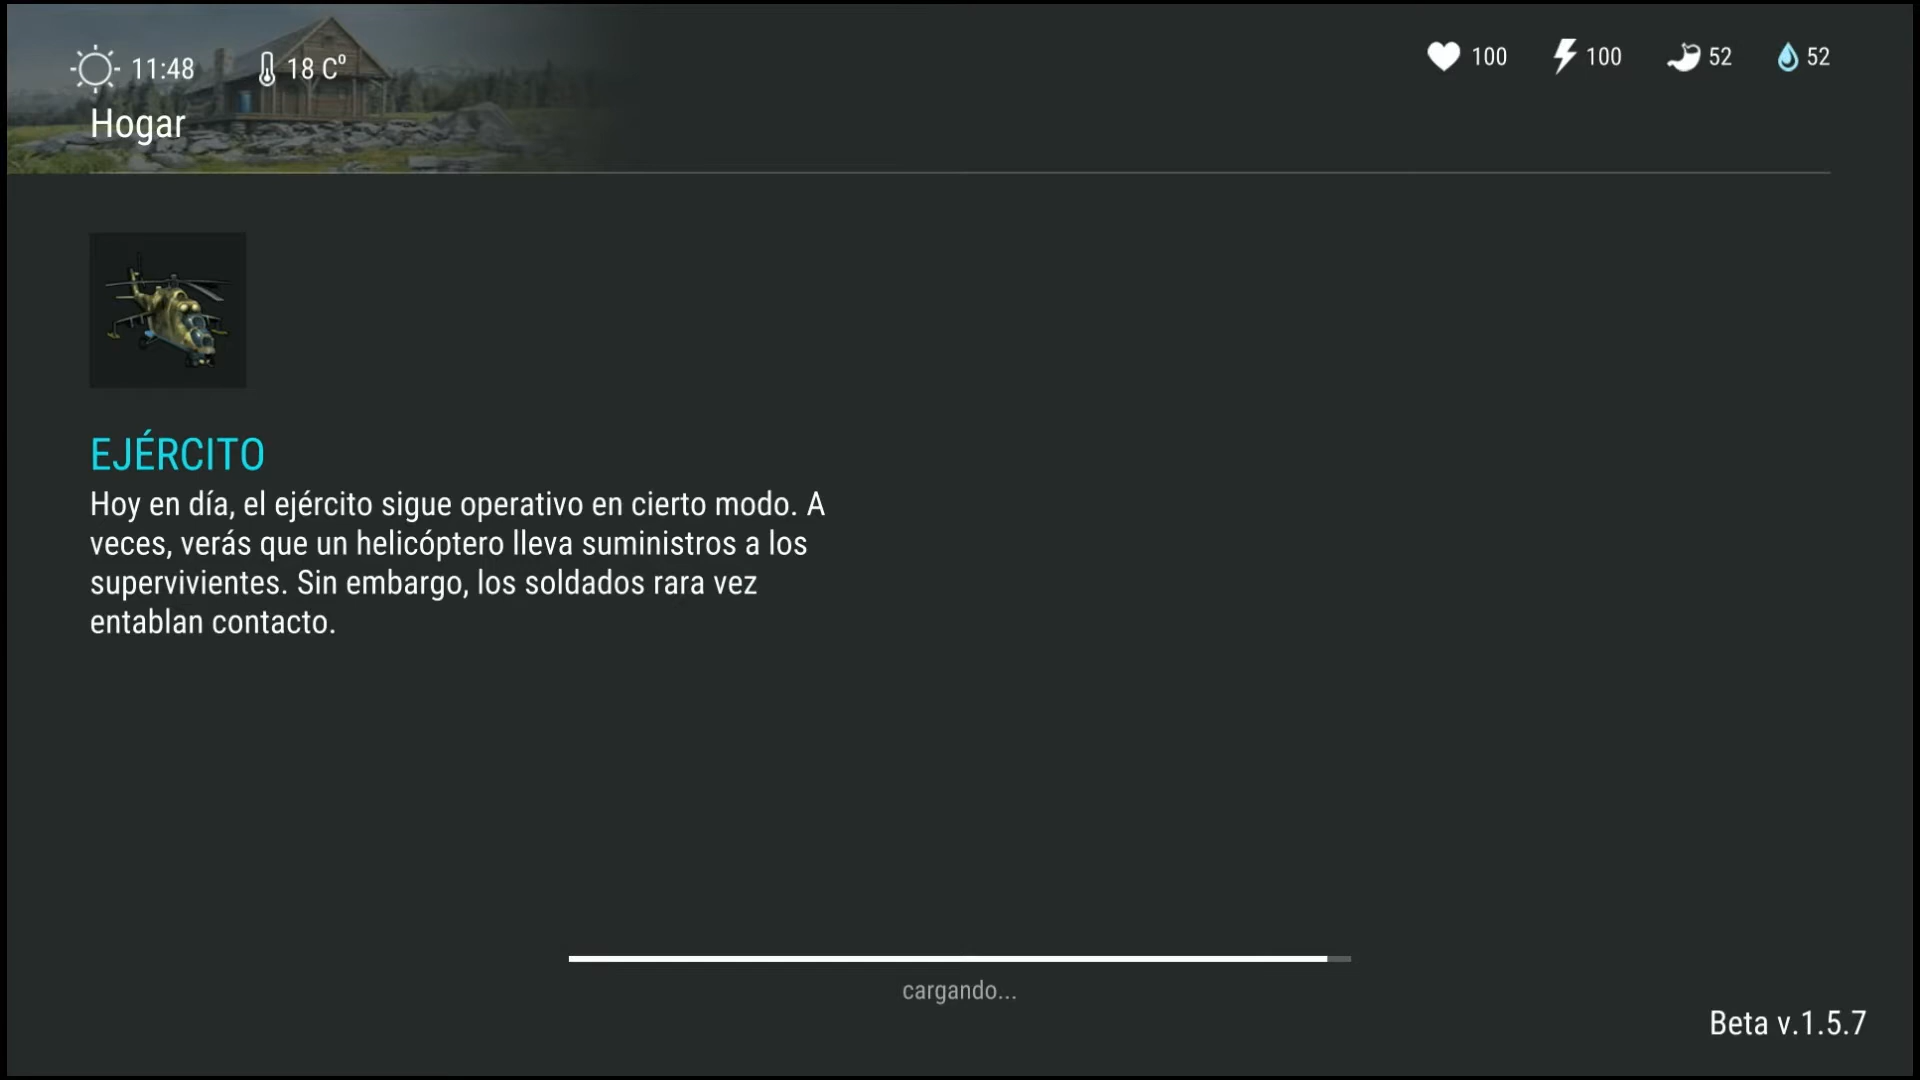 11:48
18 Cº
100
100
52
52
Hogar
EJÉRCITO
Hoy en día, el ejército sigue operativo en cierto modo. A
veces, verás que un helicóptero lleva suministros a los
supervivientes. Sin embargo, los soldados rara vez
entablan contacto.
cargando...
Beta v.1.5.7